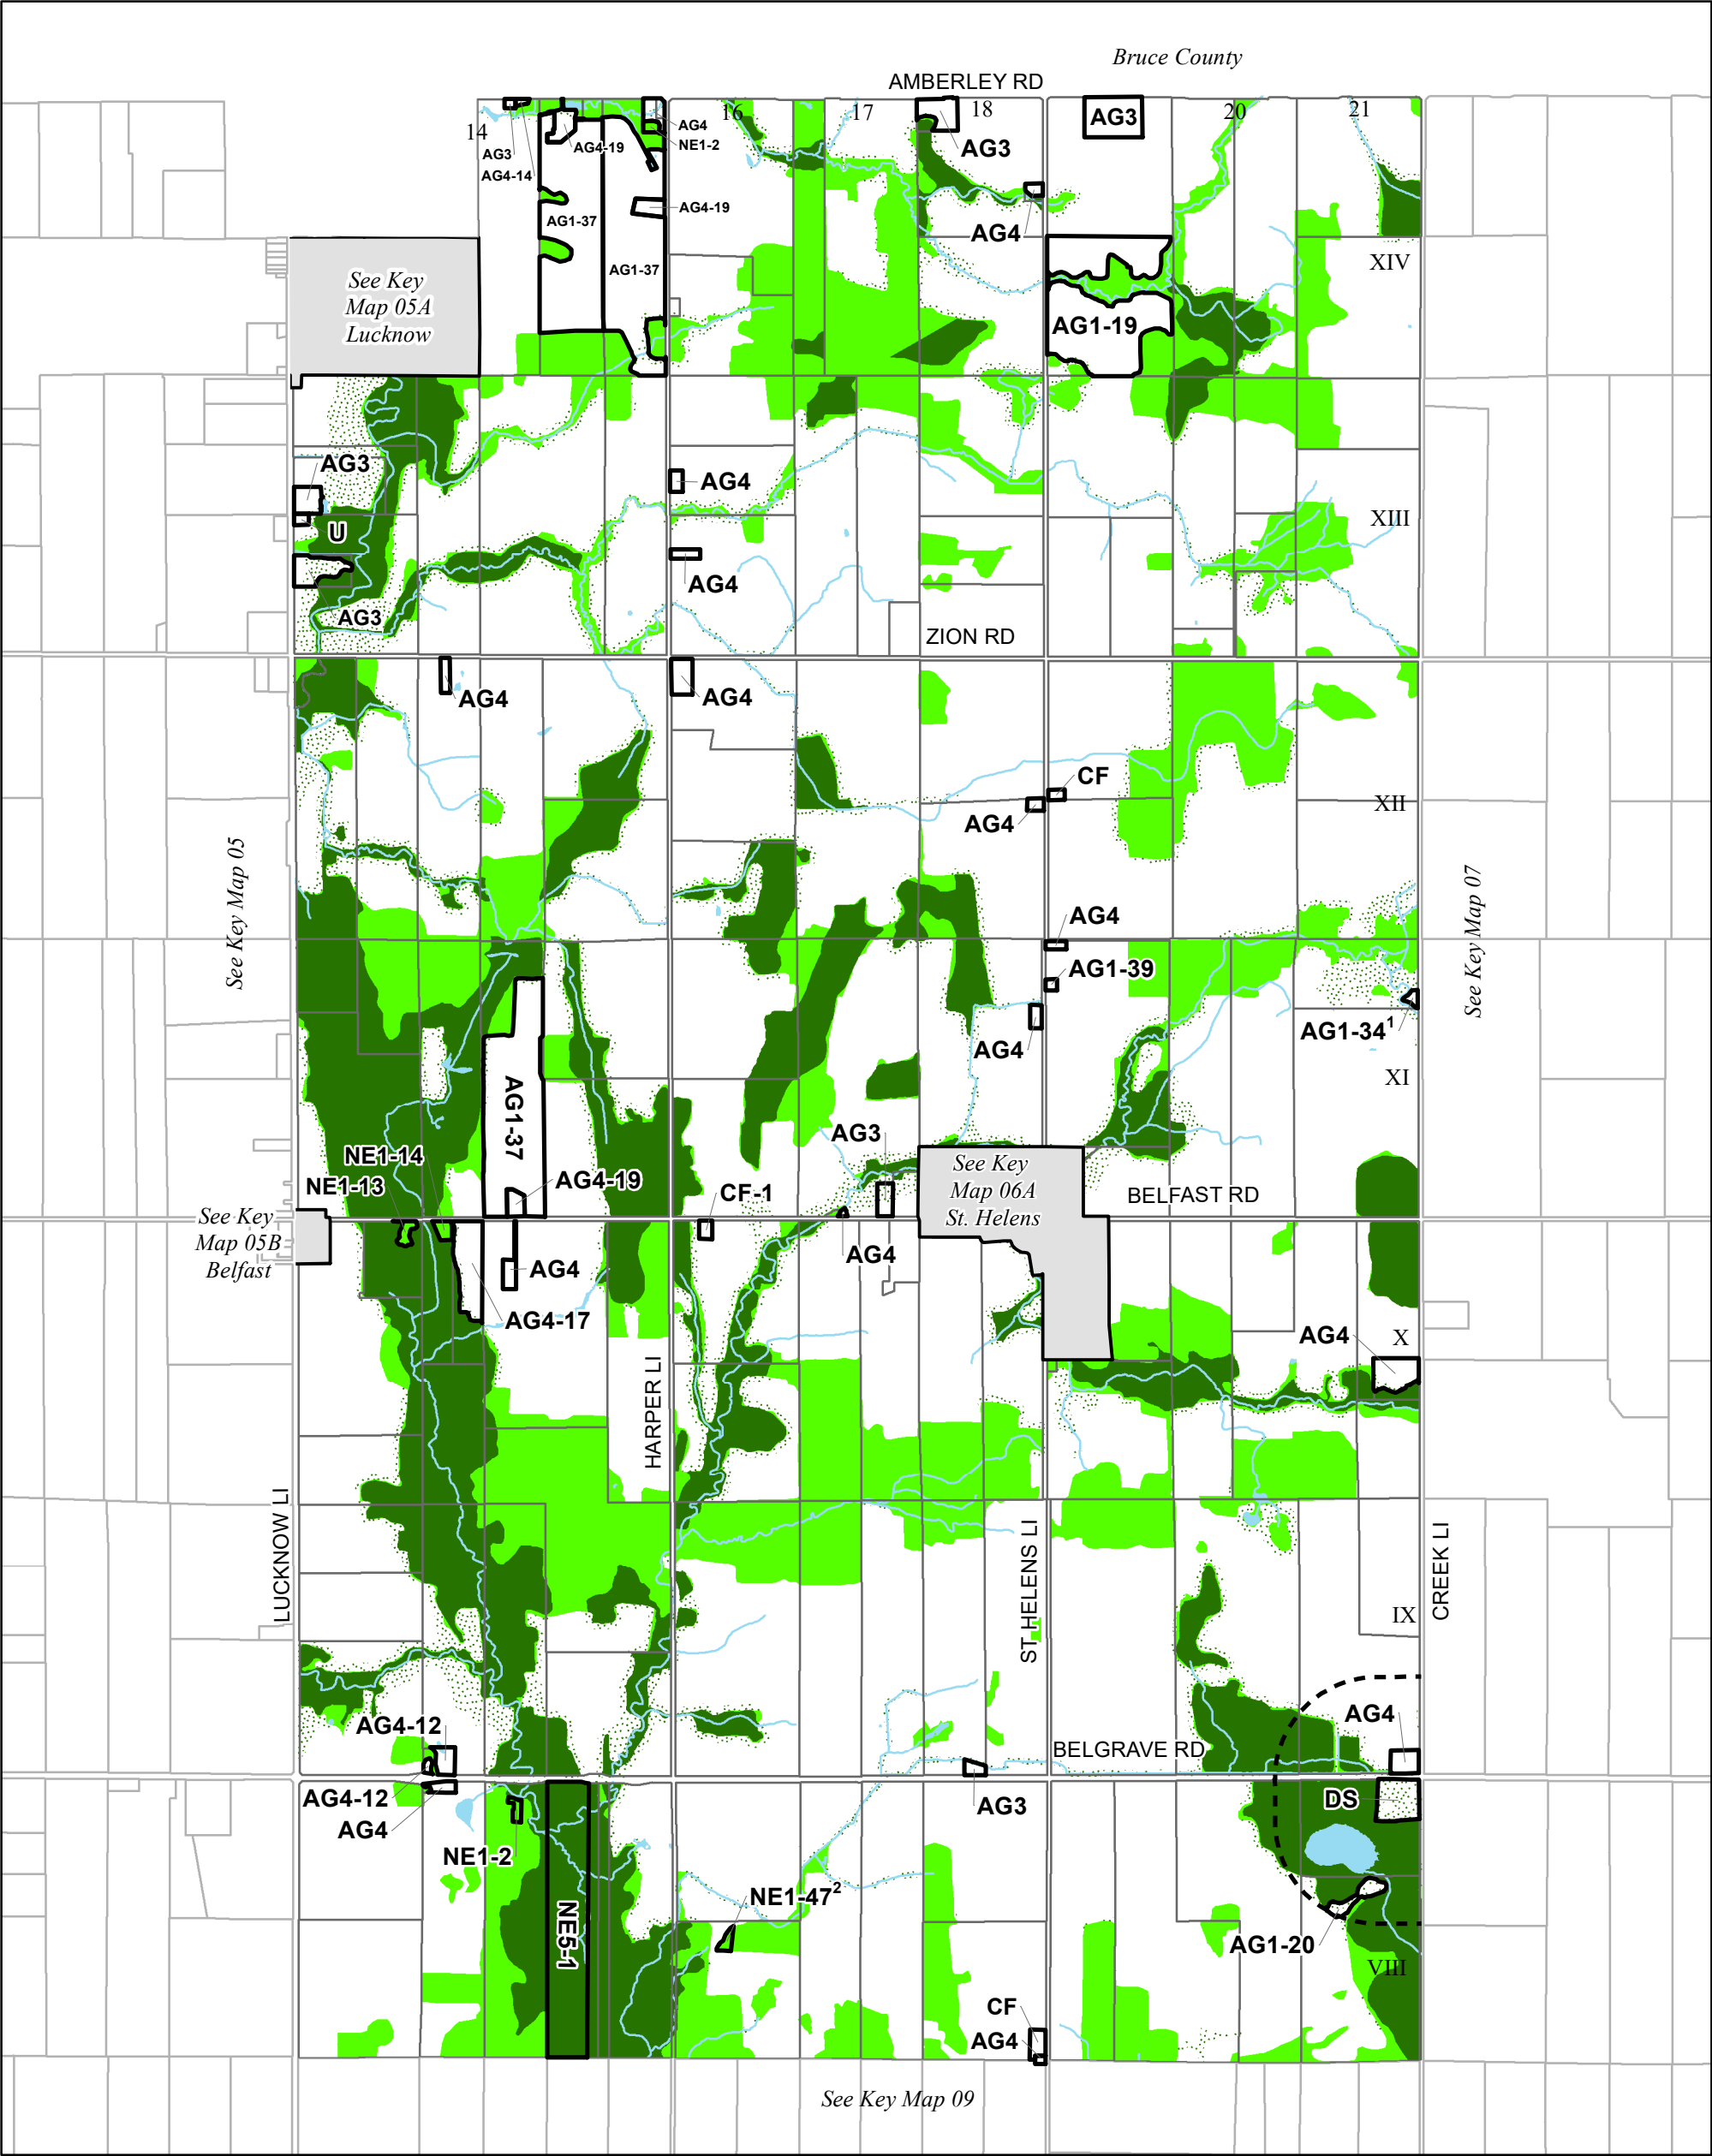 Bruce County
AMBERLEY RD
14
16
17
18
20
21
AG3
AG4-14
AG4-19
AG4
NE1-2
AG3
AG3
AG4-19
AG4
AG1-37
AG1-37
XIV
See Key
Map 05A
Lucknow
AG1-19
AG3
AG4
XIII
U
AG4
AG3
ZION RD
AG4
AG4
CF
AG4
XII
See Key Map 05
See Key Map 07
AG4
AG1-39
AG1-34¹
AG4
XI
AG1-37
AG3
NE1-14
NE1-13
AG4-19
CF-1
See Key
Map 06A
St. Helens
BELFAST RD
See Key
Map 05B
Belfast
AG4
AG4
AG4-17
AG4
X
HARPER LI
LUCKNOW LI
ST HELENS LI
CREEK LI
IX
AG4-12
AG4
BELGRAVE RD
AG4-12
AG4
AG3
DS
NE1-2
NE1-47²
NE5-1
AG1-20
VIII
CF
AG4
See Key Map 09